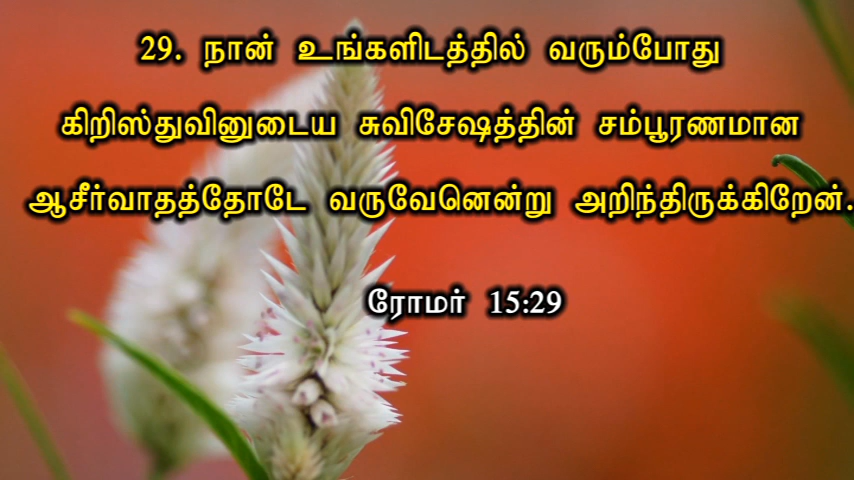 29. நான் உங்களிடத்தில் வரும்போது
கிறிஸ்துவினுடைய சுவிசேஷத்தின் சம்பூரணமான
ஆசீர்வாதத்தோடே வருவேனென்று அறிந்திருக்கிறேன்.
ரோமர் 15:29